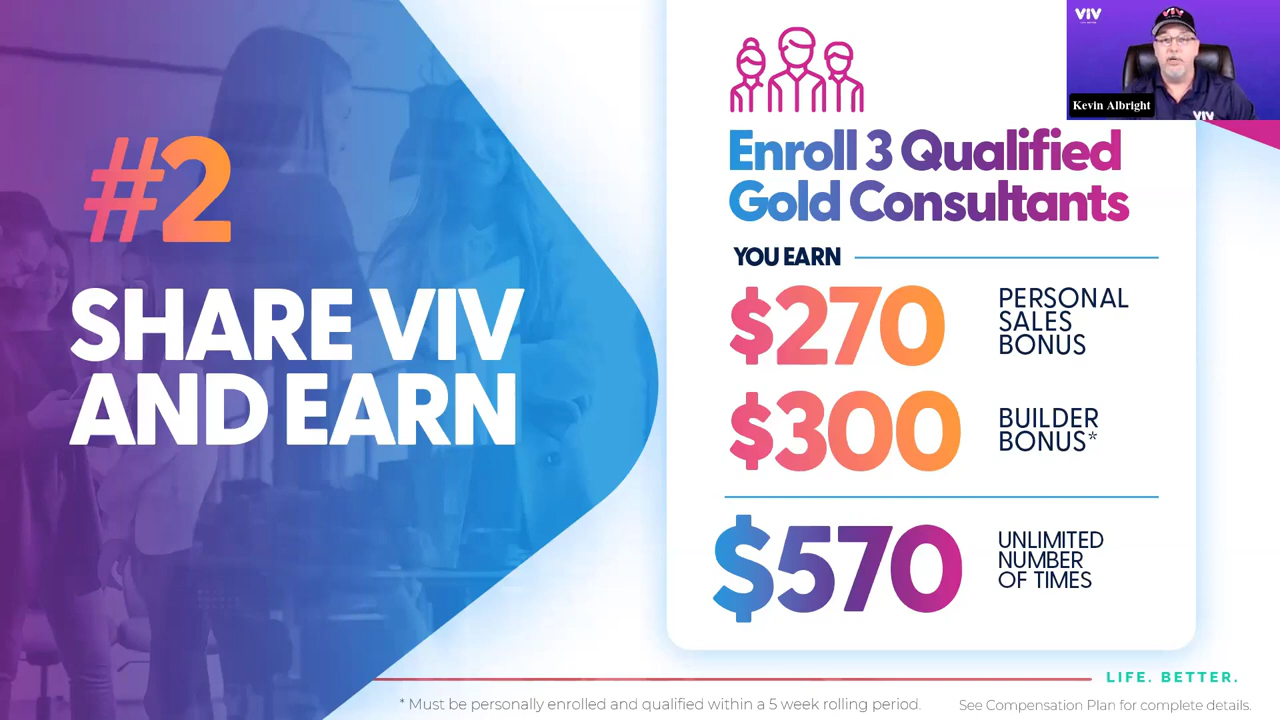 #2
SHARE VIV
AND EARN
Enroll 3 Qualified
Gold Consultants
YOU EARN
$270
PERSONAL
SALES
BONUS
$300
BUILDER
BONUS*
$570
UNLIMITED
NUMBER
OF TIMES
LIFE. BETTER.
* Must be personally enrolled and qualified within a 5 week rolling period.
See Compensation Plan for complete details.
VIV
Kevin Albright
VIV